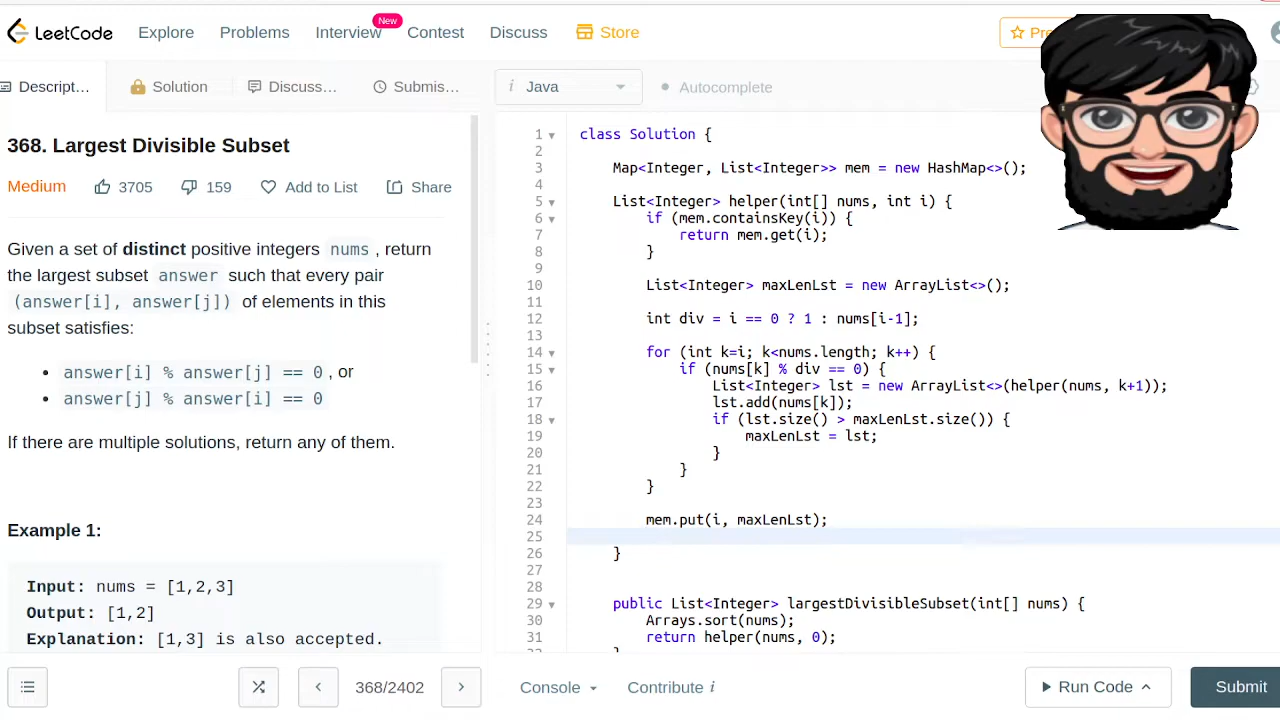 LeetCode Explore Problems Interview New Contest Discuss Store
Descript... Solution Discuss... Submis... i Java Autocomplete
368. Largest Divisible Subset
Medium 3705 159 Add to List Share
Given a set of distinct positive integers nums , return
the largest subset answer such that every pair
(answer[i], answer[j]) of elements in this
subset satisfies:
• answer[i] % answer[j] == 0 , or
• answer[j] % answer[i] == 0
If there are multiple solutions, return any of them.
Example 1:
Input: nums = [1,2,3]
Output: [1,2]
Explanation: [1,3] is also accepted.
1 class Solution {
2
3 Map<Integer, List<Integer>> mem = new HashMap<>();
4
5 List<Integer> helper(int[] nums, int i) {
6 if (mem.containsKey(i)) {
7 return mem.get(i);
8 }
9
10 List<Integer> maxLenLst = new ArrayList<>();
11
12 int div = i == 0 ? 1 : nums[i-1];
13
14 for (int k=i; k<nums.length; k++) {
15 if (nums[k] % div == 0) {
16 List<Integer> lst = new ArrayList<>(helper(nums, k+1));
17 lst.add(nums[k]);
18 if (lst.size() > maxLenLst.size()) {
19 maxLenLst = lst;
20 }
21 }
22 }
23
24 mem.put(i, maxLenLst);
25
26 }
27
28
29 public List<Integer> largestDivisibleSubset(int[] nums) {
30 Arrays.sort(nums);
31 return helper(nums, 0);
368/2402 Console Contribute i Run Code Submit